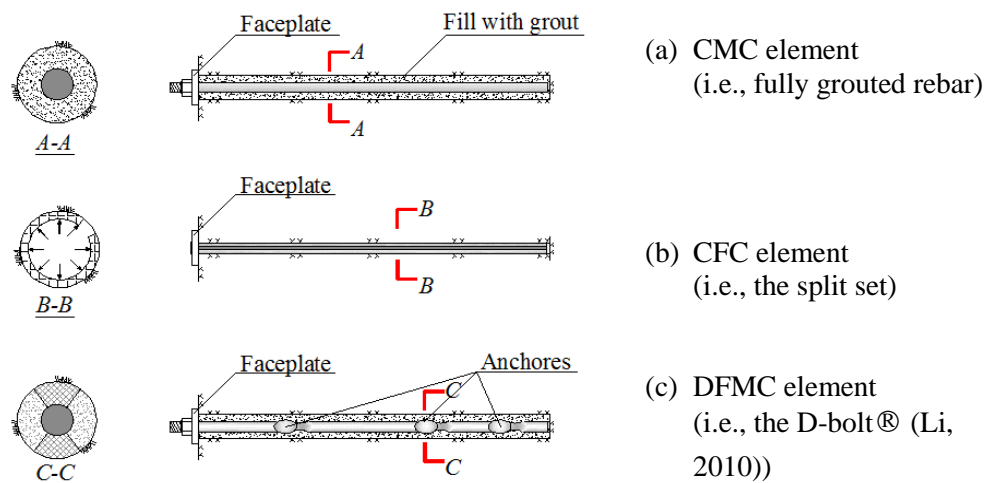 Faceplate
Fill with grout
A
A
A-A
(a) CMC element
(i.e., fully grouted rebar)
Faceplate
B
B
B-B
(b) CFC element
(i.e., the split set)
Faceplate
Anchores
C
C
C-C
(c) DFMC element
(i.e., the D-bolt® (Li,
2010))